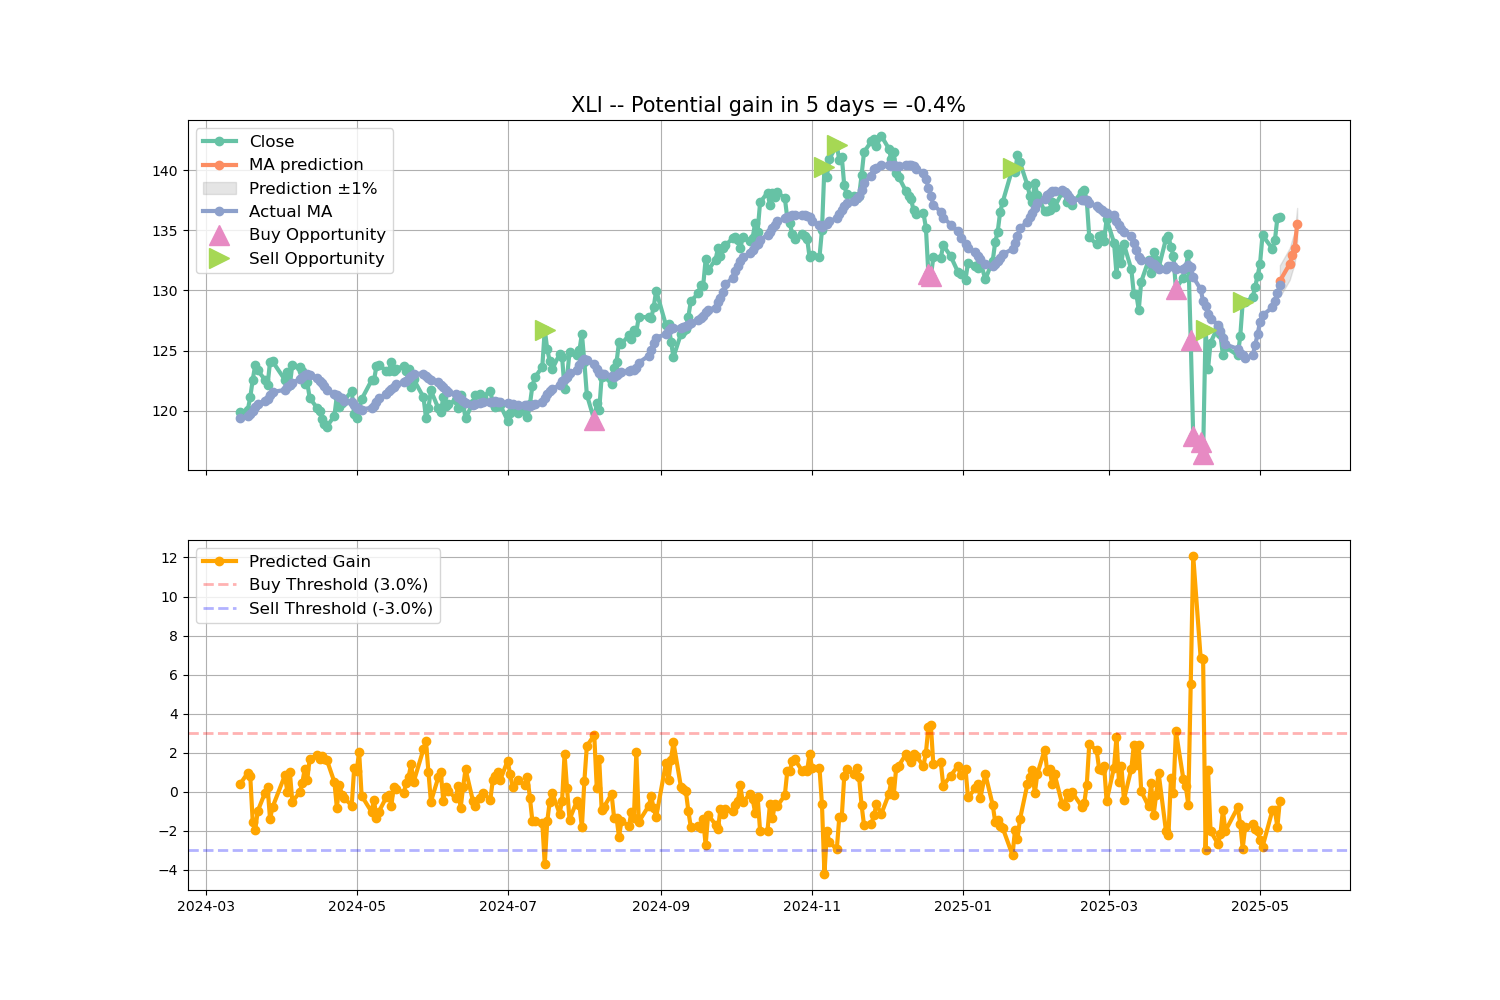 XLI -- Potential gain in 5 days = -0.4%
Close
MA prediction
Prediction ±1%
Actual MA
Buy Opportunity
Sell Opportunity
140
135
130
125
120
Predicted Gain
Buy Threshold (3.0%)
Sell Threshold (-3.0%)
12
10
8
6
4
2
0
−2
−4
2024-03
2024-05
2024-07
2024-09
2024-11
2025-01
2025-03
2025-05